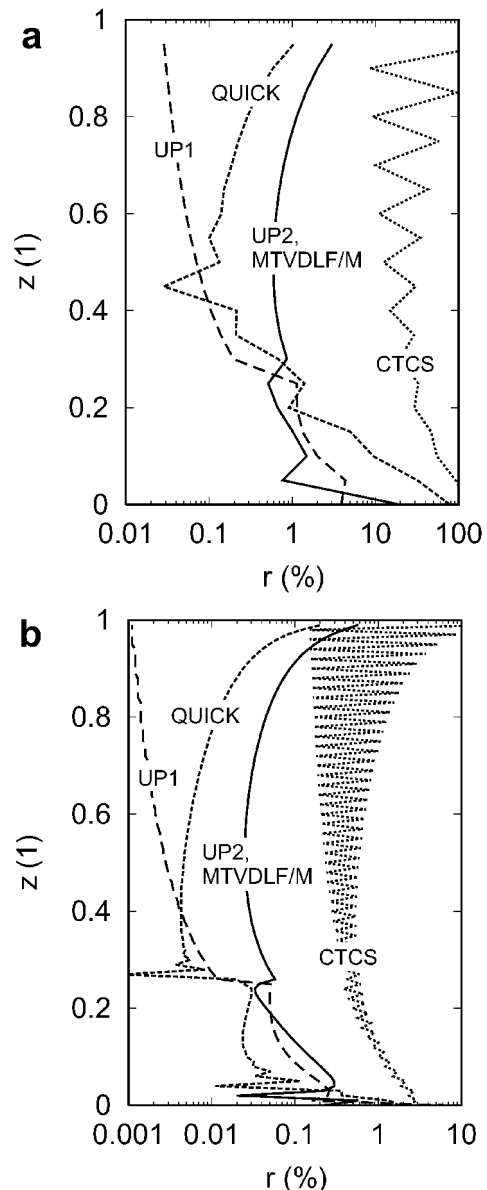 a
1
0.8
0.6
0.4
0.2
0
z (1)
QUICK
UP1
UP2,
MTVDLF/M
CTCS
0.01
0.1
1
10
100
r (%)
b
1
0.8
0.6
0.4
0.2
0
z (1)
QUICK
UP1
UP2,
MTVDLF/M
CTCS
0.001
0.01
0.1
1
10
r (%)